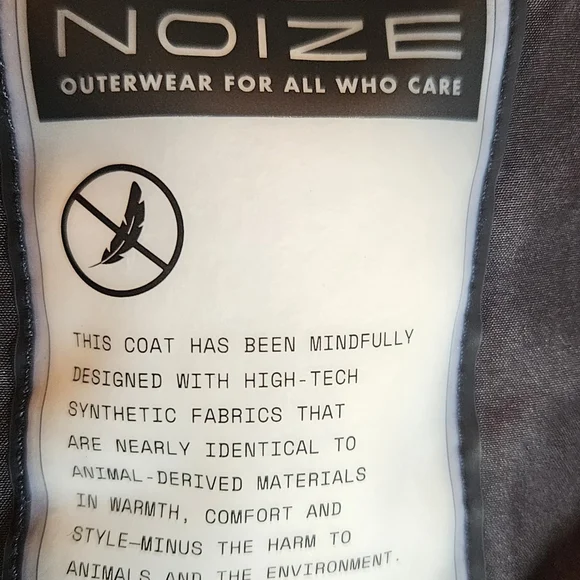 NOIZE
OUTERWEAR FOR ALL WHO CARE
THIS COAT HAS BEEN MINDFULLY
DESIGNED WITH HIGH-TECH
SYNTHETIC FABRICS THAT
ARE NEARLY IDENTICAL TO
ANIMAL-DERIVED MATERIALS
IN WARMTH, COMFORT AND
STYLE—MINUS THE HARM TO
ANIMALS AND THE ENVIRONMENT.